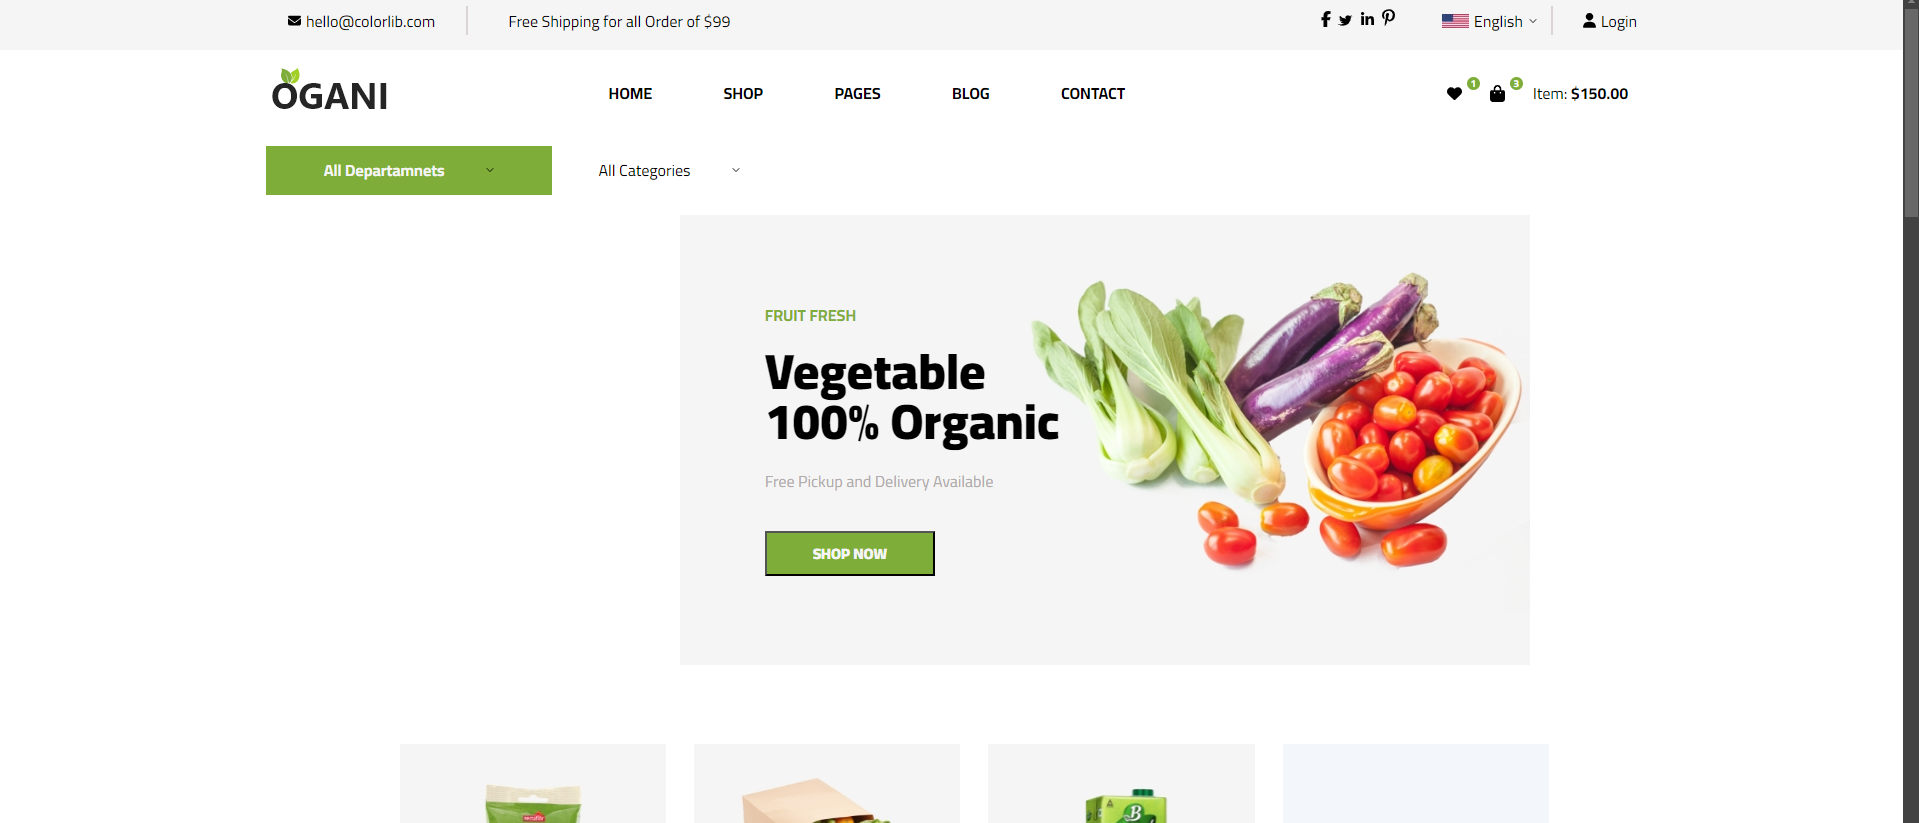 hello@colorlib.com
Free Shipping for all Order of $99
English
Login
OGANI
HOME
SHOP
PAGES
BLOG
CONTACT
1
3
Item: $150.00
All Departamnets
All Categories
FRUIT FRESH
Vegetable
100% Organic
Free Pickup and Delivery Available
SHOP NOW
B